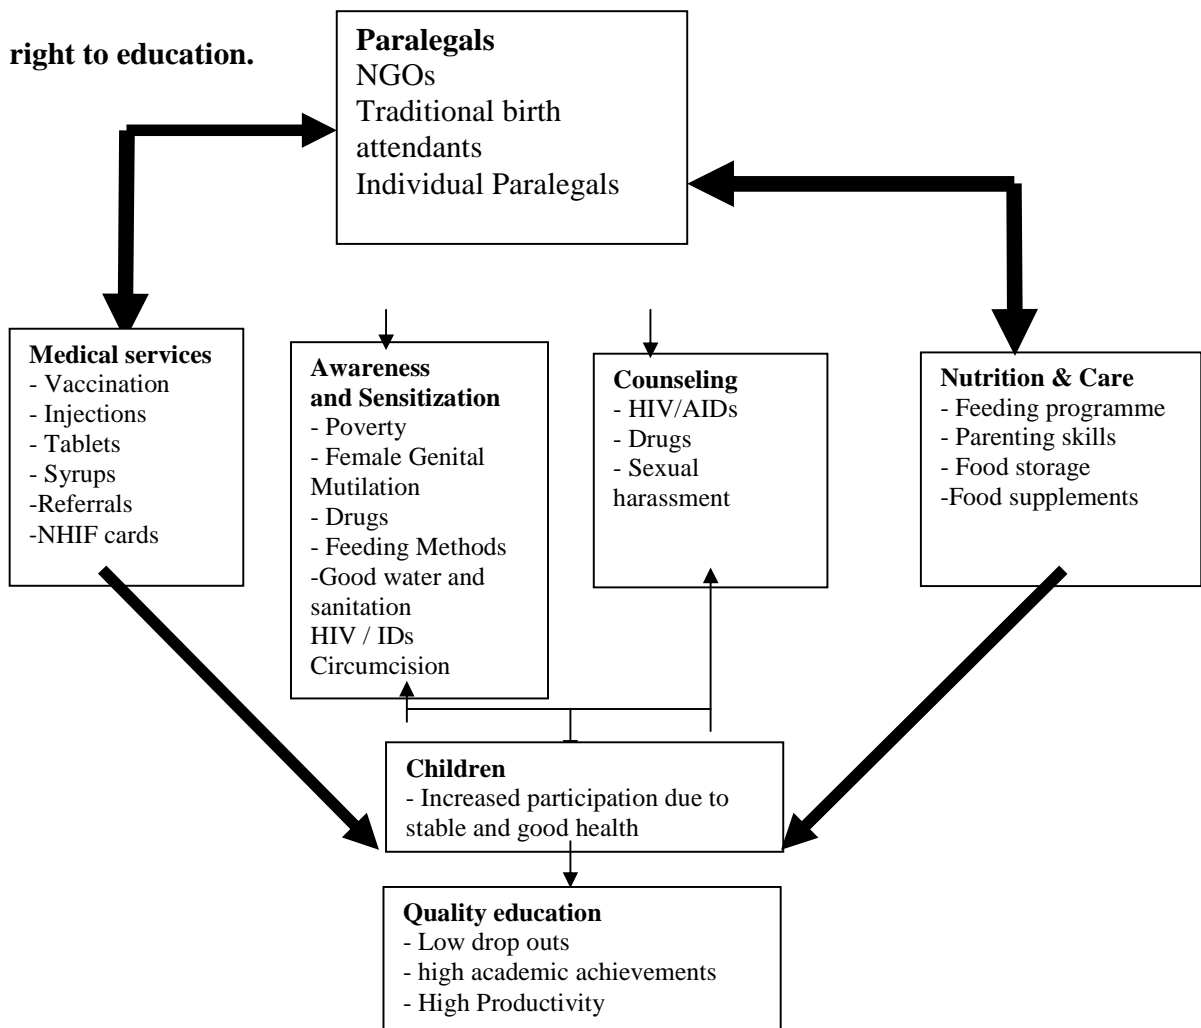 right to education.
Paralegals
NGOs
Traditional birth
attendants
Individual Paralegals
Medical services
- Vaccination
- Injections
- Tablets
- Syrups
-Referrals
-NHIF cards
Awareness
and Sensitization
- Poverty
- Female Genital
Mutilation
- Drugs
- Feeding Methods
-Good water and
sanitation
HIV / IDs
Circumcision
Counseling
- HIV/AIDs
- Drugs
- Sexual
harassment
Nutrition & Care
- Feeding programme
- Parenting skills
- Food storage
-Food supplements
Children
- Increased participation due to
stable and good health
Quality education
- Low drop outs
- high academic achievements
- High Productivity